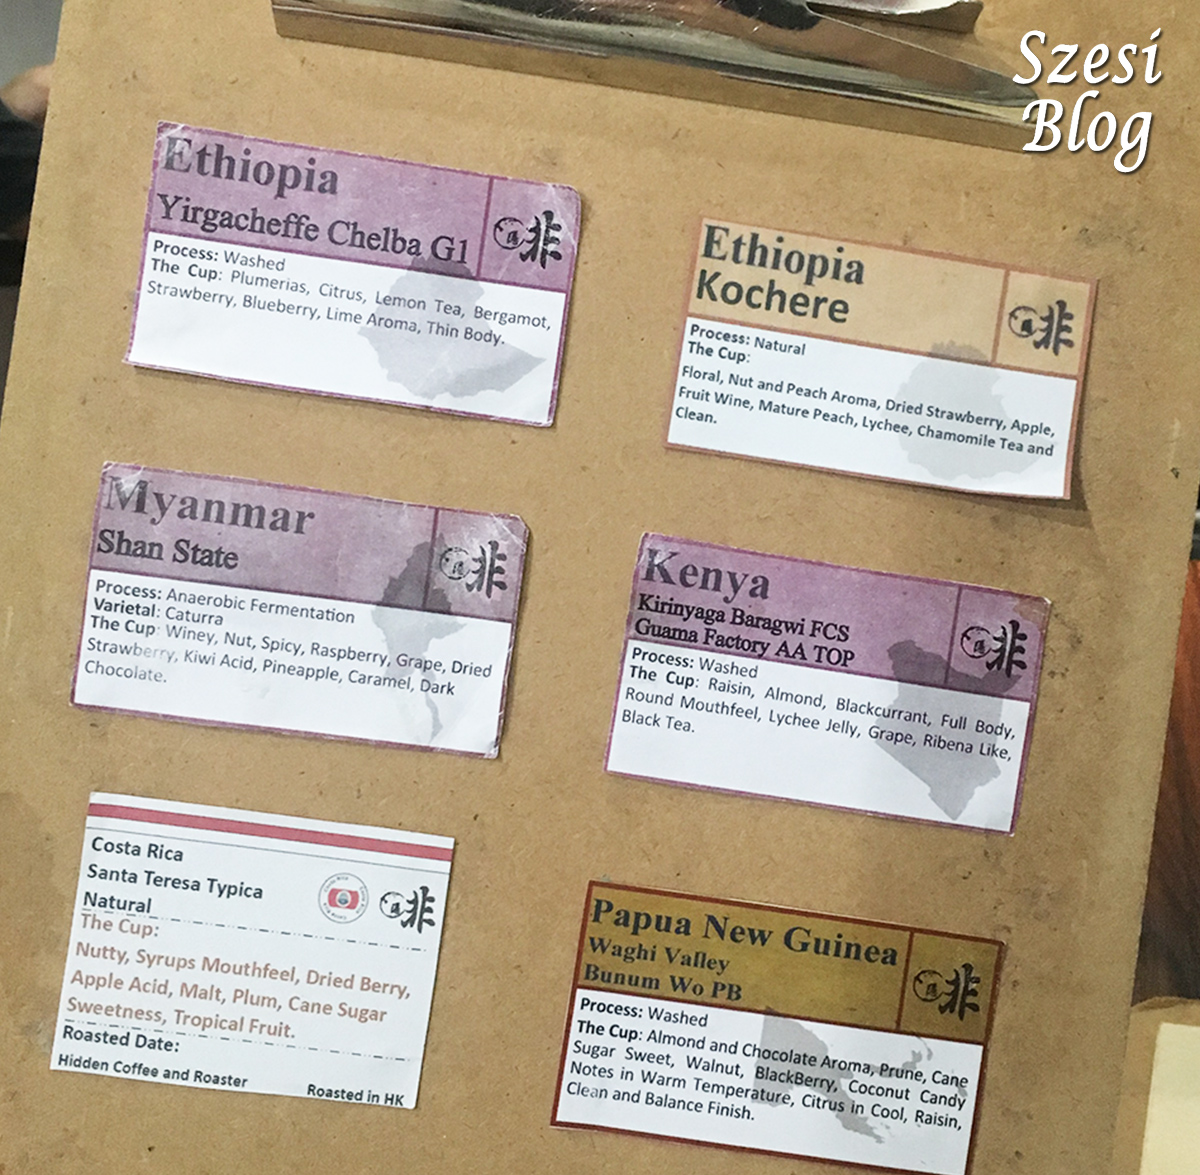 Szesi
Blog
Ethiopia
Yirgacheffe Chelba G1
Process: Washed
The Cup: Plumerias, Citrus, Lemon Tea, Bergamot,
Strawberry, Blueberry, Lime Aroma, Thin Body.
啡
Ethiopia
Kochere
Process: Natural
The Cup:
Floral, Nut and Peach Aroma, Dried Strawberry, Apple,
Fruit Wine, Mature Peach, Lychee, Chamomile Tea and
Clean.
啡
Myanmar
Shan State
Process: Anaerobic Fermentation
Varietal: Caturra
The Cup: Winey, Nut, Spicy, Raspberry, Grape, Dried
Strawberry, Kiwi Acid, Pineapple, Caramel, Dark
Chocolate.
啡
Kenya
Kirinyaga Baragwi FCS
Guama Factory AA TOP
Process: Washed
The Cup: Raisin, Almond, Blackcurrant, Full Body,
Round Mouthfeel, Lychee Jelly, Grape, Ribena Like,
Black Tea.
啡
Costa Rica
Santa Teresa Typica
Natural
The Cup:
Nutty, Syrups Mouthfeel, Dried Berry,
Apple Acid, Malt, Plum, Cane Sugar
Sweetness, Tropical Fruit.
Roasted Date:
Hidden Coffee and Roaster Roasted in HK
啡
Papua New Guinea
Waghi Valley
Bunum Wo PB
Process: Washed
The Cup: Almond and Chocolate Aroma, Prune, Cane
Sugar Sweet, Walnut, BlackBerry, Coconut Candy
Notes in Warm Temperature, Citrus in Cool, Raisin,
Clean and Balance Finish.
啡